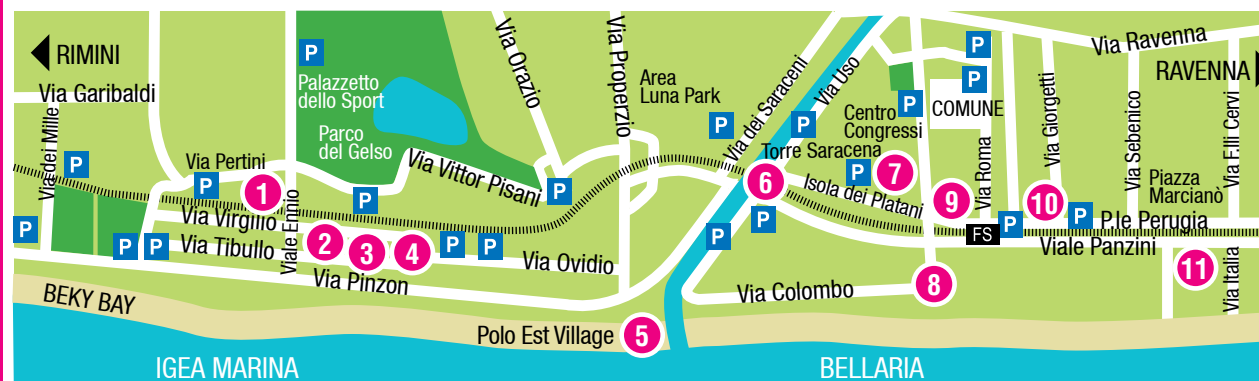 RIMINI
Via Garibaldi
Via dei Mille
P
P
Via Pertini
P
1
Via Virgilio
Via Tibullo
P
P
Viale Ennio
P
Palazzetto
dello Sport
Parco
del Gelso
Via Vittor Pisani
P
P
Via Orazio
Via Properzio
2
3
4
P
P
Via Ovidio
Via Pinzon
BEKY BAY
Polo Est Village
5
IGEA MARINA
Area
Luna Park
P
Via dei Saraceni
Via Uso
P
Torre Saracena
6
P
P
Centro
Congressi
P
P
7
Isola dei Platani
COMUNE
P
P
Via Roma
9
8
Via Colombo
FS
P
Via Giorgetti
10
P
P.le Perugia
Viale Panzini
Via Ravenna
RAVENNA
Via Sebenico
Piazza
Marcianò
Via F.lli Cervi
11
Via Italia
BELLARIA